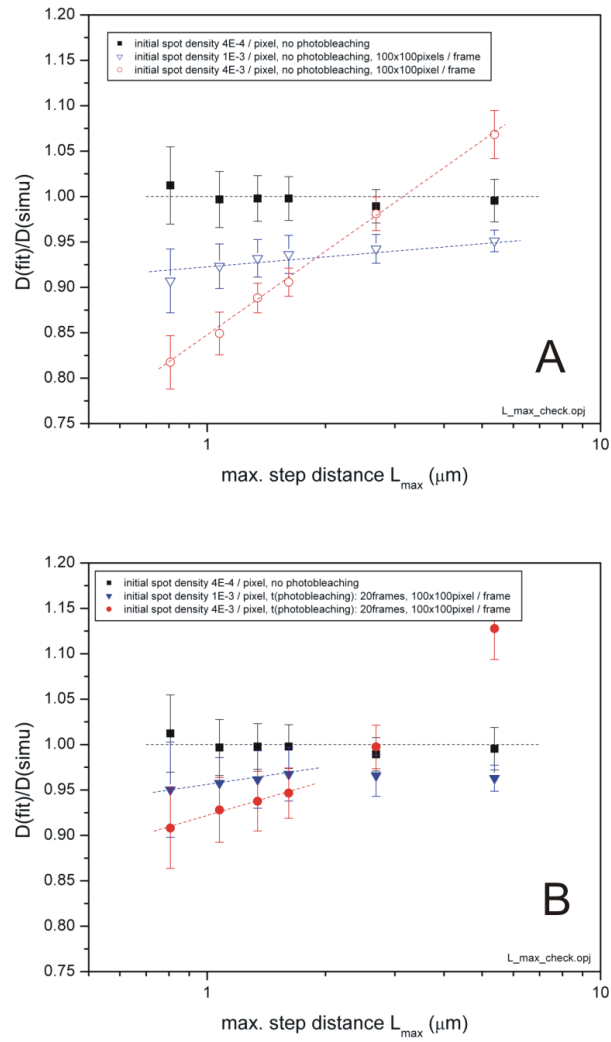 1.20
1.15
1.10
1.05
1.00
0.95
0.90
0.85
0.80
0.75
D(fit)/D(simu)
initial spot density 4E-4 / pixel, no photobleaching
initial spot density 1E-3 / pixel, no photobleaching, 100x100pixels / frame
initial spot density 4E-3 / pixel, no photobleaching, 100x100pixel / frame
A
L_max_check.opj
1
10
max. step distance Lmax (μm)
1.20
1.15
1.10
1.05
1.00
0.95
0.90
0.85
0.80
0.75
D(fit)/D(simu)
initial spot density 4E-4 / pixel, no photobleaching
initial spot density 1E-3 / pixel, t(photobleaching): 20frames, 100x100pixel / frame
initial spot density 4E-3 / pixel, t(photobleaching): 20frames, 100x100pixel / frame
B
L_max_check.opj
1
10
max. step distance Lmax (μm)